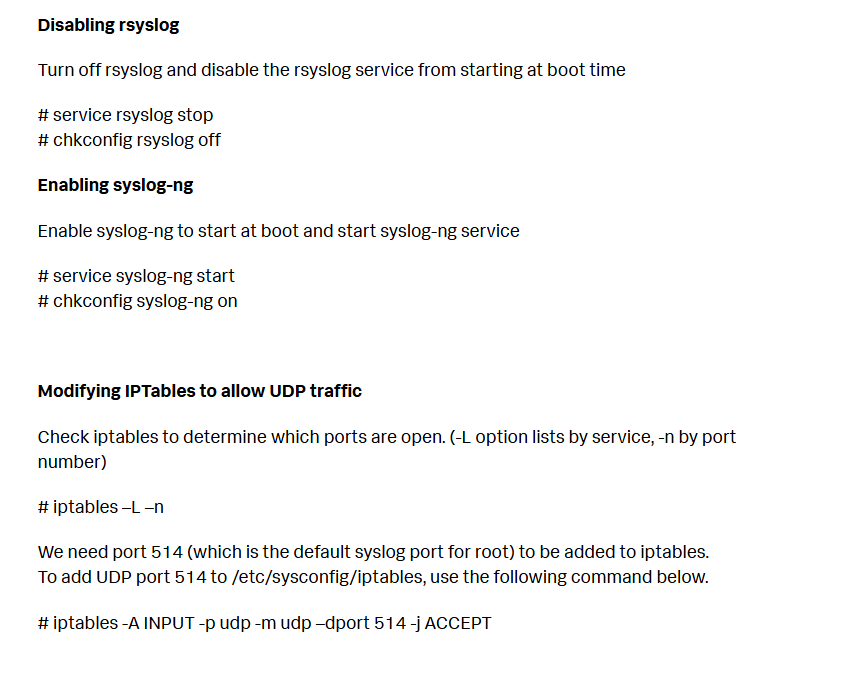 Disabling rsyslog
Turn off rsyslog and disable the rsyslog service from starting at boot time
# service rsyslog stop
# chkconfig rsyslog off
Enabling syslog-ng
Enable syslog-ng to start at boot and start syslog-ng service
# service syslog-ng start
# chkconfig syslog-ng on
Modifying IPTables to allow UDP traffic
Check iptables to determine which ports are open. (-L option lists by service, -n by port
number)
# iptables –L –n
We need port 514 (which is the default syslog port for root) to be added to iptables.
To add UDP port 514 to /etc/sysconfig/iptables, use the following command below.
# iptables -A INPUT -p udp -m udp –dport 514 -j ACCEPT